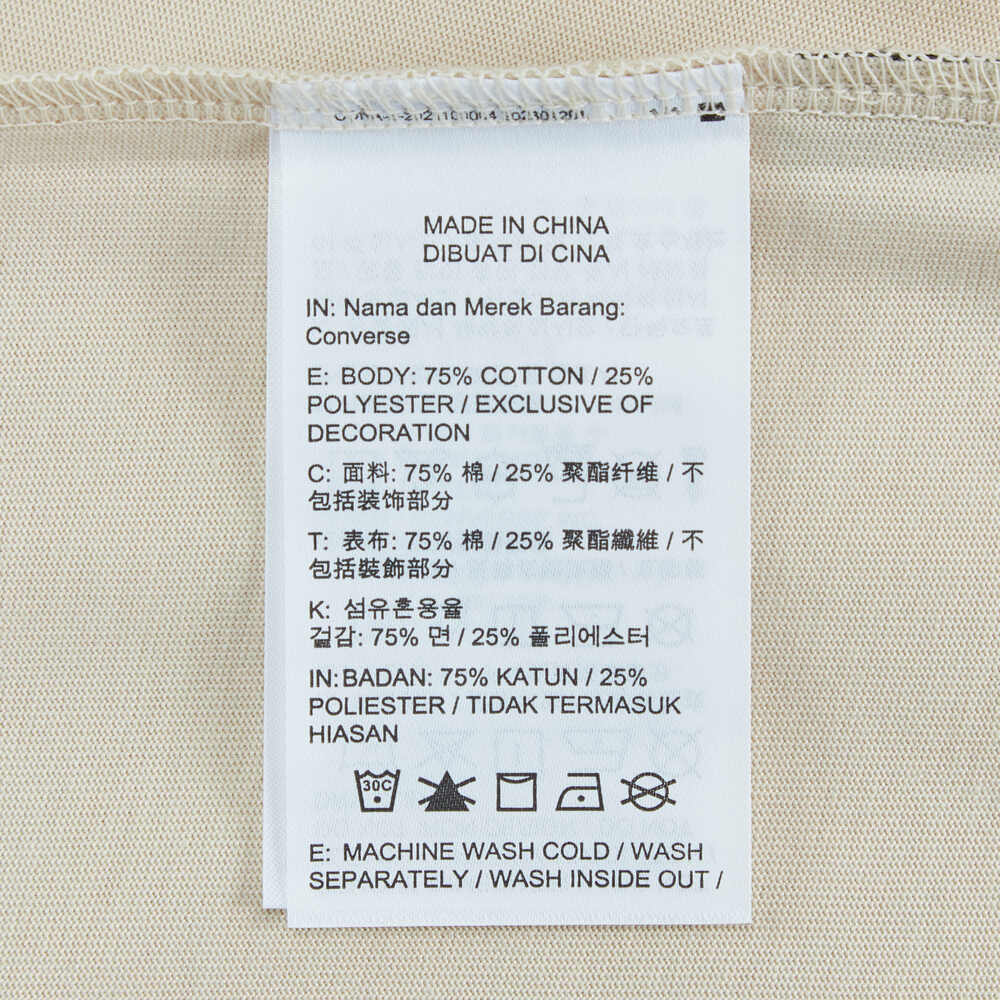 MADE IN CHINA
DIBUAT DI CINA
IN: Nama dan Merek Barang:
Converse
E: BODY: 75% COTTON / 25%
POLYESTER / EXCLUSIVE OF
DECORATION
C: 面料: 75% 棉 / 25% 聚酯纤维 / 不
包括装饰部分
T: 表布: 75% 棉 / 25% 聚酯纖維 / 不
包括裝飾部分
K: 섬유혼용율
겉감: 75% 면 / 25% 폴리에스터
IN: BADAN: 75% KATUN / 25%
POLIESTER / TIDAK TERMASUK
HIASAN
30C
E: MACHINE WASH COLD / WASH
SEPARATELY / WASH INSIDE OUT /